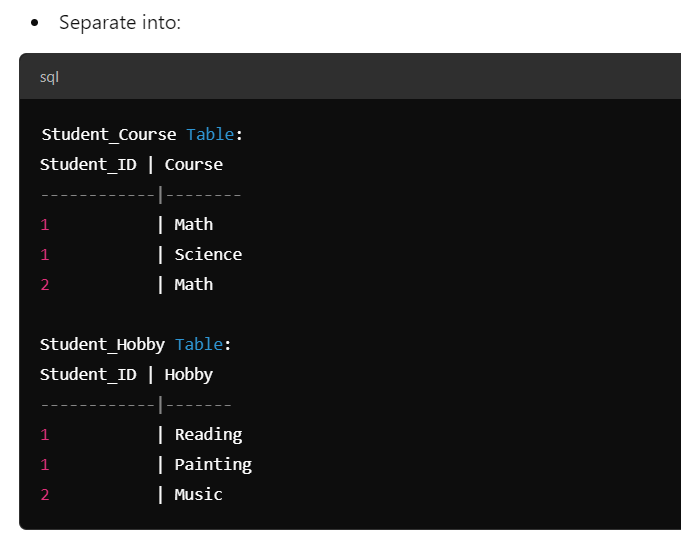 • Separate into:
sql
Student_Course Table:
Student_ID | Course
------------|--------
1           | Math
1           | Science
2           | Math
Student_Hobby Table:
Student_ID | Hobby
------------|-------
1           | Reading
1           | Painting
2           | Music